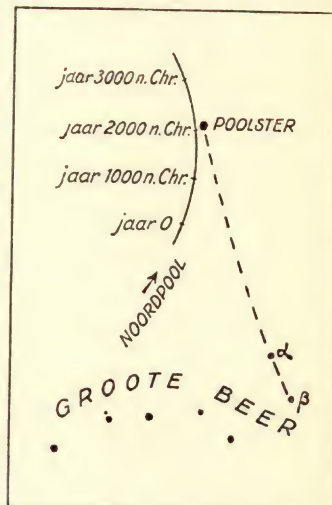 jaar 3000 n. Chr.
jaar 2000 n. Chr.
POOLSTER
jaar 1000 n. Chr.
jaar 0
NOORDPOOL
α
β
GROOTE BEER